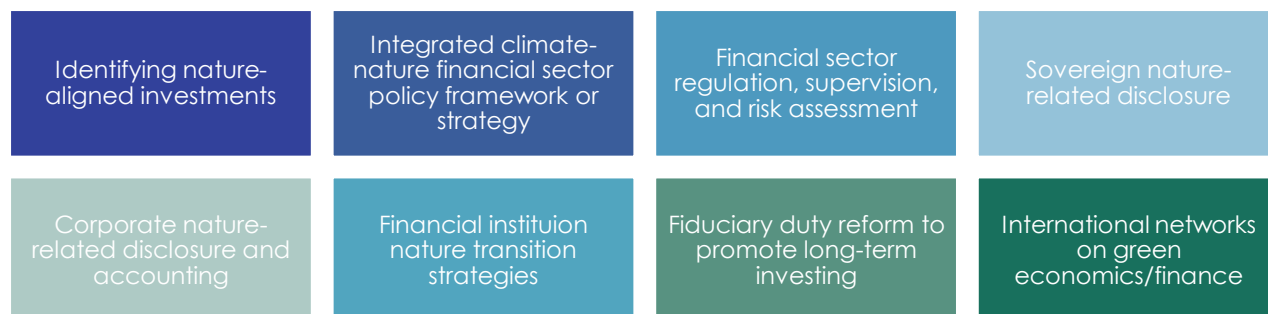 Identifying nature-
aligned investments
Integrated climate-
nature financial sector
policy framework or
strategy
Financial sector
regulation, supervision,
and risk assessment
Sovereign nature-
related disclosure
Corporate nature-
related disclosure and
accounting
Financial instituion
nature transition
strategies
Fiduciary duty reform to
promote long-term
investing
International networks
on green
economics/finance